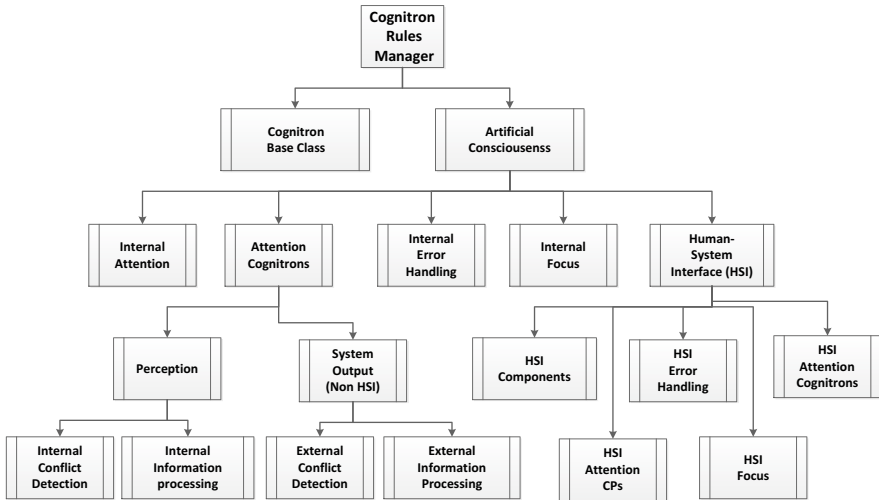 Cognitron
Rules
Manager
Cognitron
Base Class
Artificial
Consciousenss
Internal
Attention
Attention
Cognitrons
Internal
Error
Handling
Internal
Focus
Human-
System
Interface (HSI)
Perception
System
Output
(Non HSI)
HSI
Components
HSI
Error
Handling
HSI
Attention
Cognitrons
Internal
Conflict
Detection
Internal
Information
processing
External
Conflict
Detection
External
Information
Processing
HSI
Attention
CPs
HSI
Focus